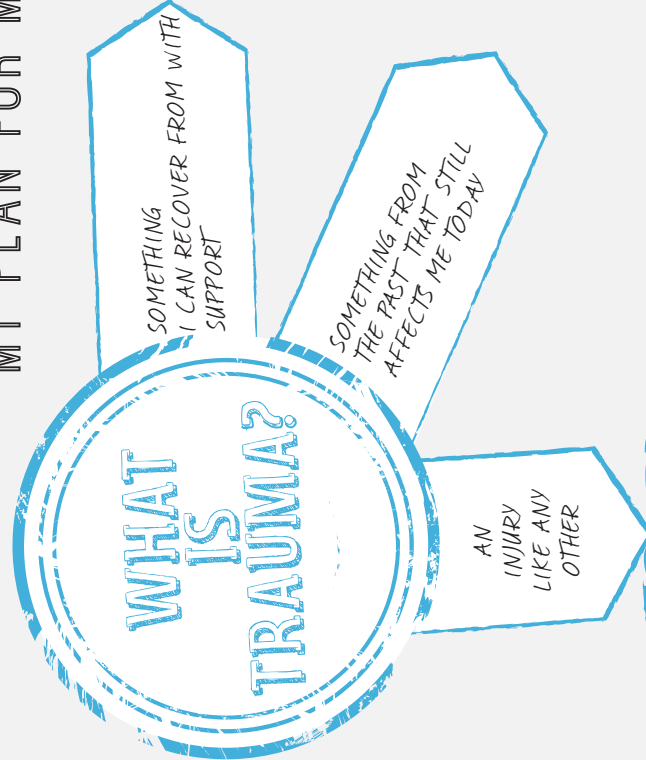 MY PLAN FOR M
WHAT
IS
TRAUMA?
SOMETHING
I CAN RECOVER FROM WITH
SUPPORT
SOMETHING FROM
THE PAST THAT STILL
AFFECTS ME TODAY
AN
INJURY
LIKE ANY
OTHER